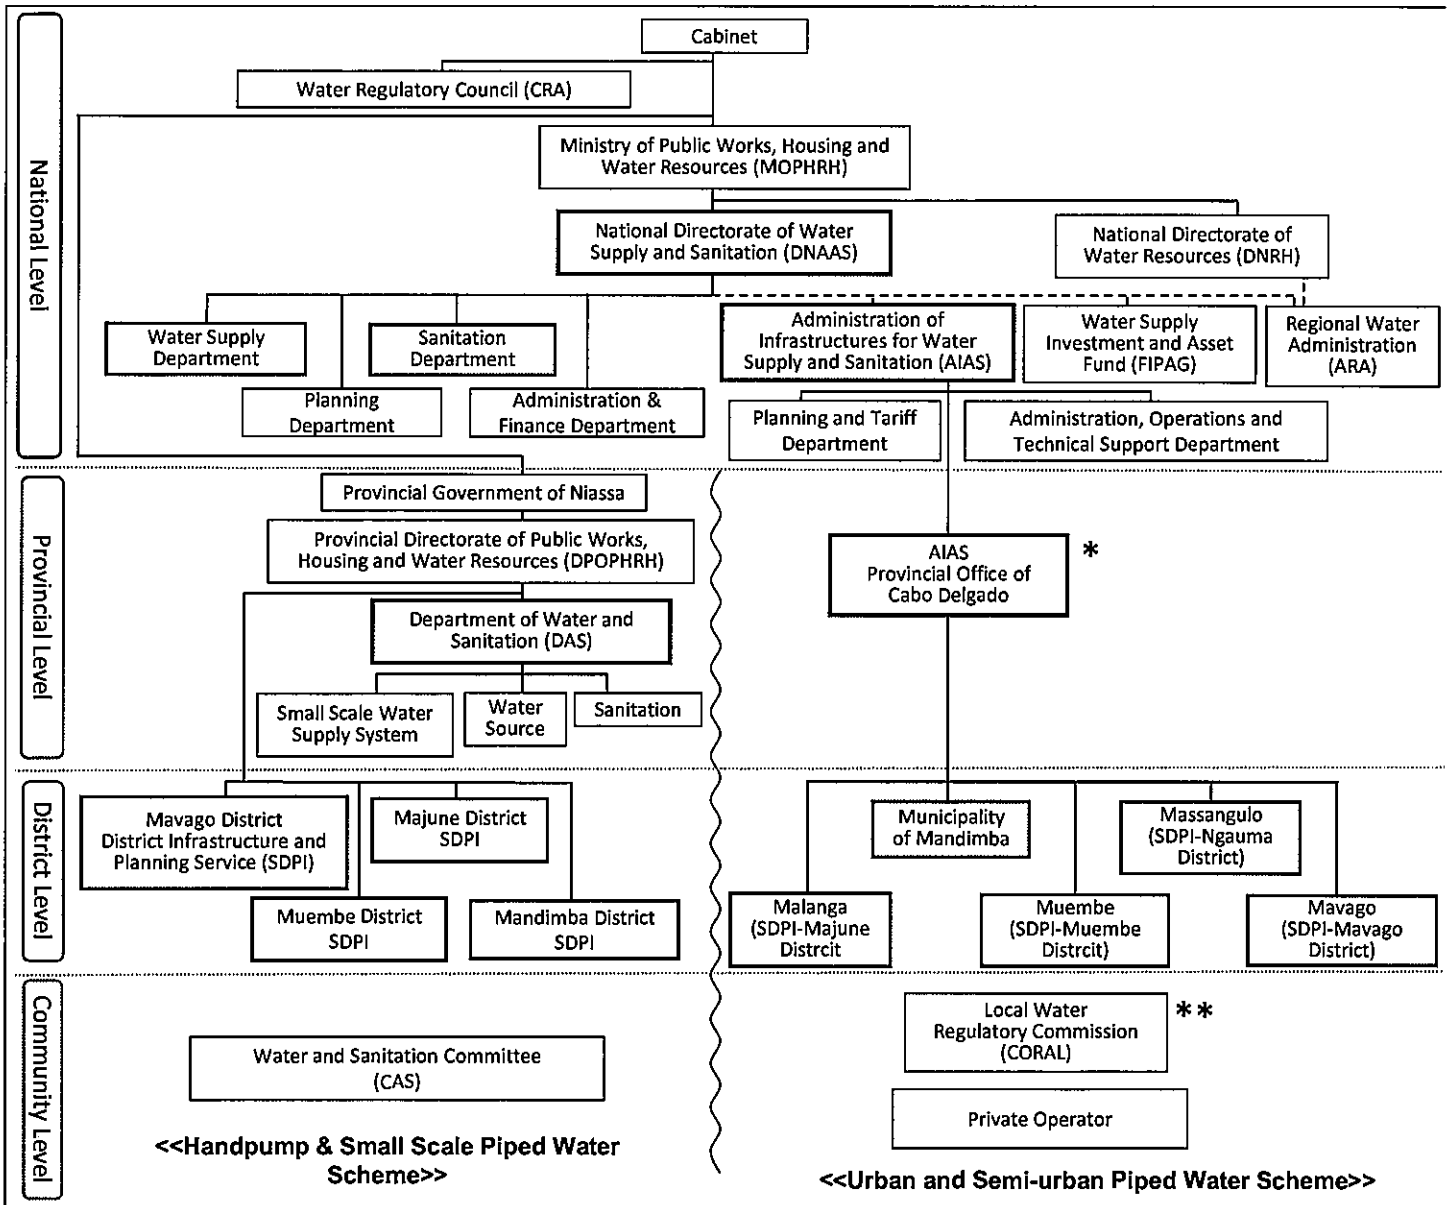 National Level
Cabinet
Water Regulatory Council (CRA)
Ministry of Public Works, Housing and
Water Resources (MOPHRH)
National Directorate of Water
Supply and Sanitation (DNAAS)
National Directorate of
Water Resources (DNRH)
Water Supply
Department
Sanitation
Department
Administration of
Infrastructures for Water
Supply and Sanitation (AIAS)
Water Supply
Investment and Asset
Fund (FIPAG)
Regional Water
Administration
(ARA)
Planning
Department
Administration &
Finance Department
Planning and Tariff
Department
Administration, Operations and
Technical Support Department
Provincial Level
Provincial Government of Niassa
Provincial Directorate of Public Works,
Housing and Water Resources (DPOPHRH)
Department of Water and
Sanitation (DAS)
Small Scale Water
Supply System
Water
Source
Sanitation
AIAS
Provincial Office of
Cabo Delgado
*
District Level
Mavago District
District Infrastructure and
Planning Service (SDPI)
Majune District
SDPI
Muembe District
SDPI
Mandimba District
SDPI
Municipality
of Mandimba
Massangulo
(SDPI-Ngauma
District)
Malanga
(SDPI-Majune
Distrcit
Muembe
(SDPI-Muembe
Distrcit)
Mavago
(SDPI-Mavago
District)
Community Level
Water and Sanitation Committee
(CAS)
<<Handpump & Small Scale Piped Water
Scheme>>
Local Water
Regulatory Commission
(CORAL)
**
Private Operator
<<Urban and Semi-urban Piped Water Scheme>>